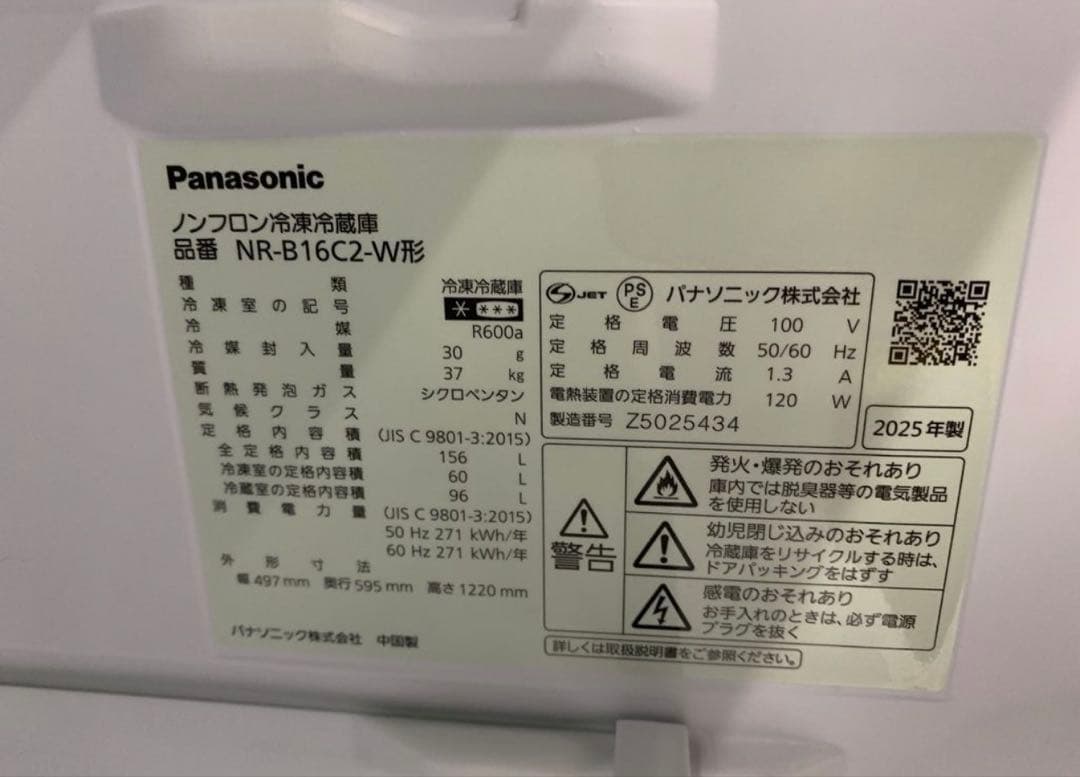 Panasonic
ノンフロン冷凍冷蔵庫
品番 NR-B16C2-W形
種類 冷凍冷蔵庫
冷凍室の記号 * ***
冷媒 R600a
冷媒封入量 30 g
質量 37 kg
断熱発泡ガス シクロペンタン
気候クラス N
定格内容積 (JIS C 9801-3:2015)
全定格内容積 156 L
冷凍室の定格内容積 60 L
冷蔵室の定格内容積 96 L
消費電力量 (JIS C 9801-3:2015)
50 Hz 271 kWh/年
60 Hz 271 kWh/年
外形寸法
幅 497 mm 奥行 595 mm 高さ 1220 mm
パナソニック株式会社 中国製
S JET PS E パナソニック株式会社
定格電圧 100 V
定格周波数 50/60 Hz
定格電流 1.3 A
電熱装置の定格消費電力 120 W
製造番号 Z5025434
2025年製
警告
発火・爆発のおそれあり
庫内では脱臭器等の電気製品
を使用しない
幼児閉じ込みのおそれあり
冷蔵庫をリサイクルする時は、
ドアパッキングをはずす
感電のおそれあり
お手入れのときは、必ず電源
プラグを抜く
詳しくは取扱説明書をご参照ください。